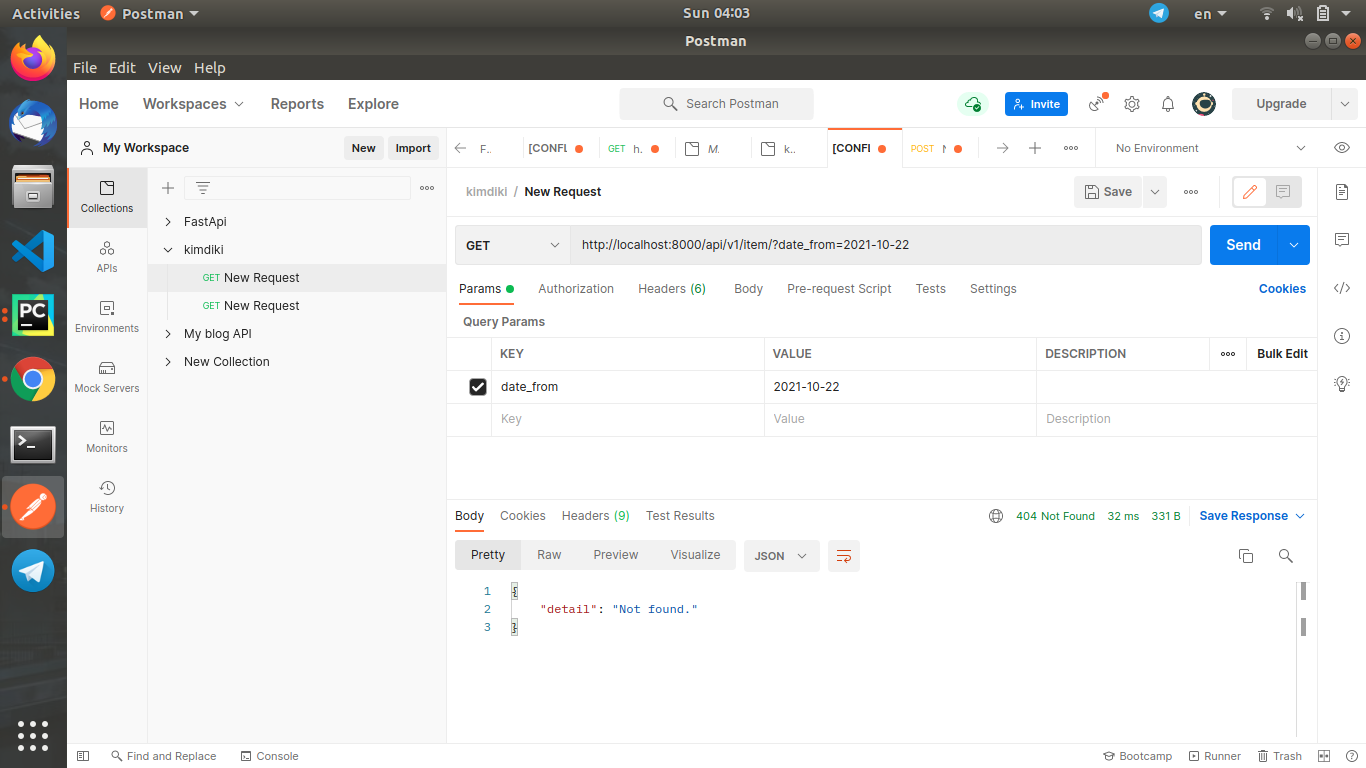 Activities Postman Sun 04:03 en
Postman
File Edit View Help
Home Workspaces Reports Explore Search Postman Invite Upgrade
My Workspace New Import F.. [CONFL GET h. M. k.. [CONFL POST No Environment
kimdiki / New Request Save
Collections
APIs
Environments
Mock Servers
Monitors
History
FastApi
kimdiki
GET New Request
GET New Request
My blog API
New Collection
GET http://localhost:8000/api/v1/item/?date_from=2021-10-22 Send
Params Authorization Headers (6) Body Pre-request Script Tests Settings Cookies
Query Params
KEY VALUE DESCRIPTION Bulk Edit
date_from 2021-10-22
Key Value Description
Body Cookies Headers (9) Test Results 404 Not Found 32 ms 331 B Save Response
Pretty Raw Preview Visualize JSON
1 {
2 "detail": "Not found."
3 }
Find and Replace Console Bootcamp Runner Trash